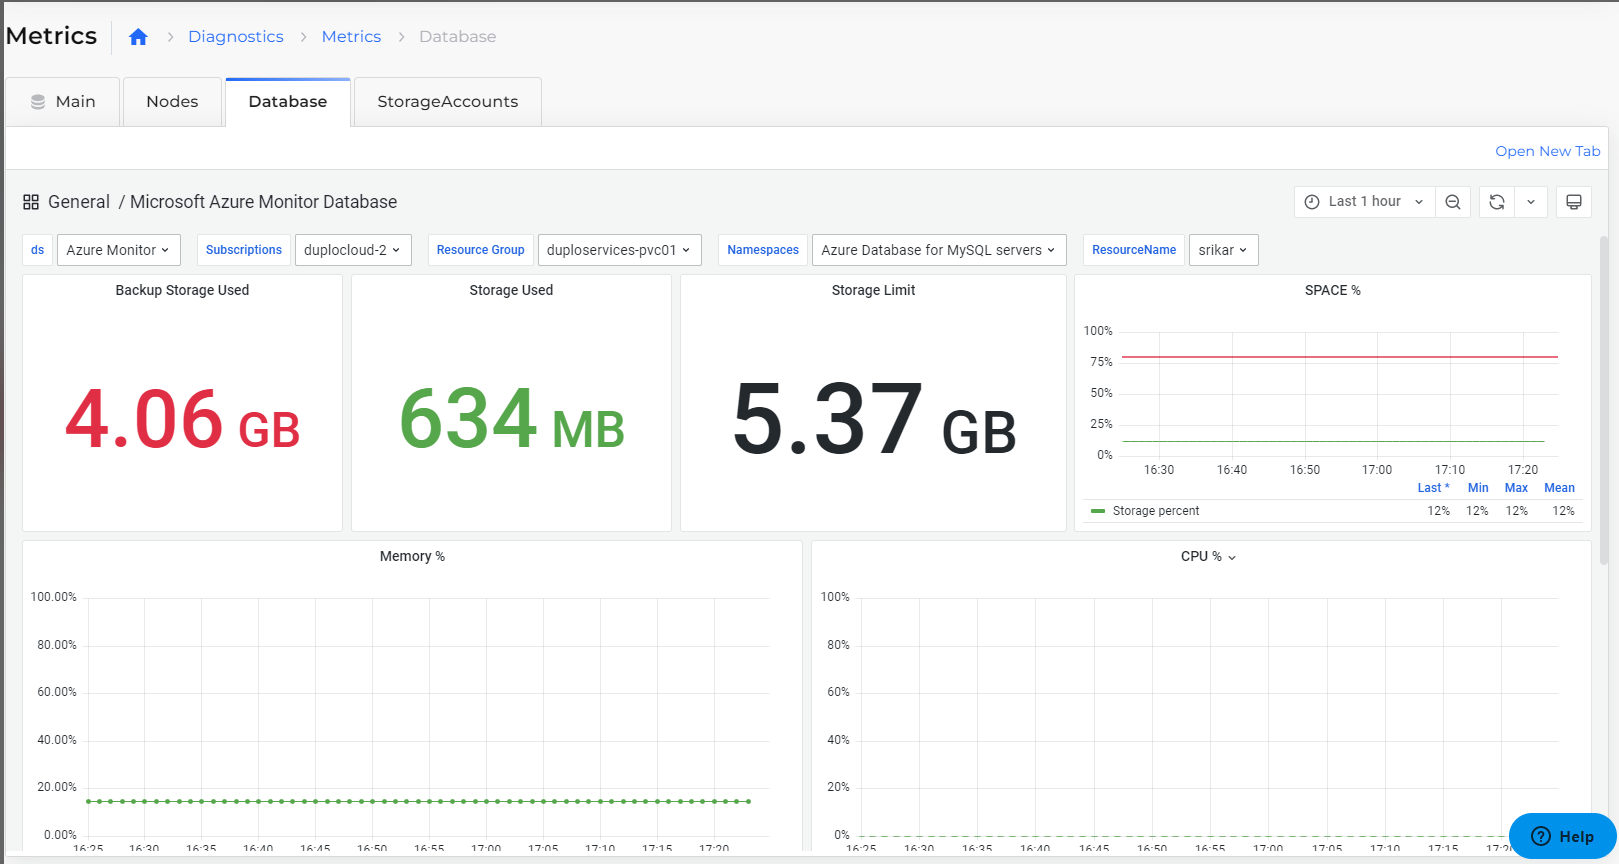 Metrics
Diagnostics
Metrics
Database
Main
Nodes
Database
StorageAccounts
Open New Tab
General / Microsoft Azure Monitor Database
Last 1 hour
ds
Azure Monitor
Subscriptions
duplocloud-2
Resource Group
duploservices-pvc01
Namespaces
Azure Database for MySQL servers
ResourceName
srikar
Backup Storage Used
4.06 GB
Storage Used
634 MB
Storage Limit
5.37 GB
SPACE %
100%
75%
50%
25%
0%
16:30 16:40 16:50 17:00 17:10 17:20
Last * Min Max Mean
Storage percent 12% 12% 12% 12%
Memory %
100.00%
80.00%
60.00%
40.00%
20.00%
0.00%
16:25 16:30 16:35 16:40 16:45 16:50 16:55 17:00 17:05 17:10 17:15 17:20
CPU %
100%
80%
60%
40%
20%
0%
16:25 16:30 16:35 16:40 16:45 16:50 16:55 17:00 17:05 17:10 17:15
Help